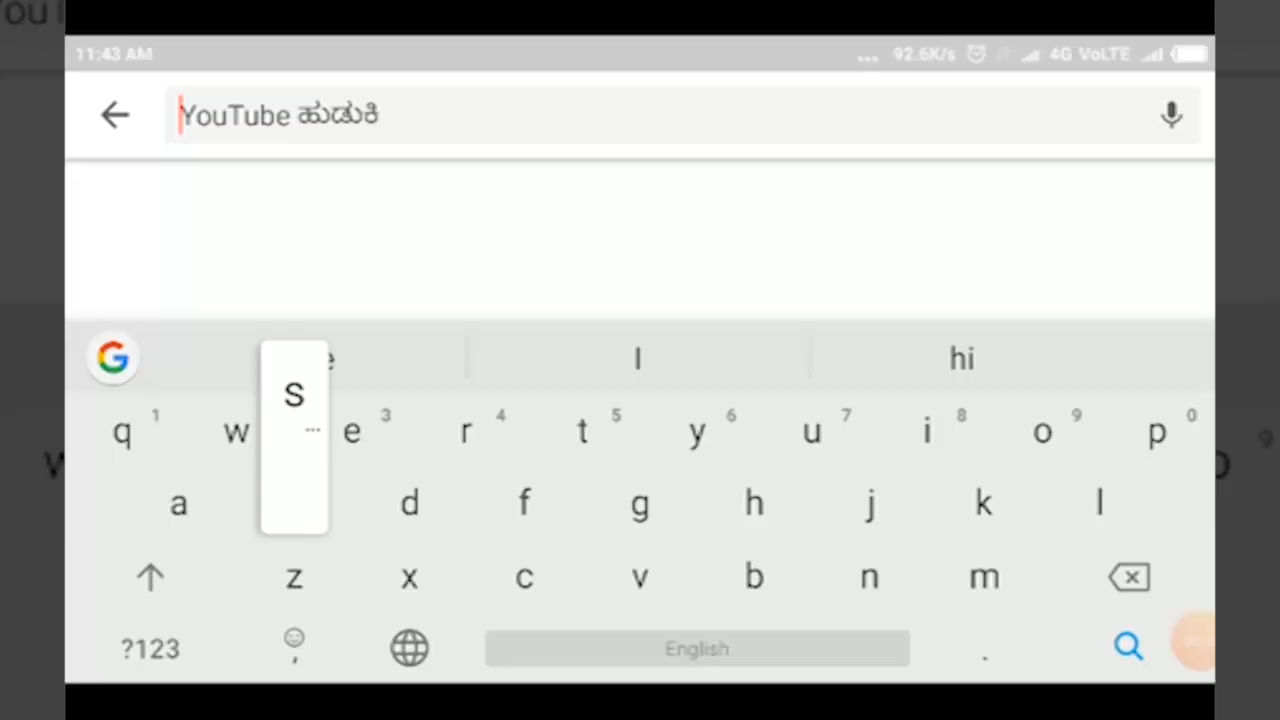 11:43 AM ... 92.6K/s 4G VoLTE
YouTube ಹುಡುಕಿ
I hi
s
q 1 w e 3 r 4 t 5 y 6 u 7 i 8 o 9 p 0
a d f g h j k l
z x c v b n m
?123 , English .